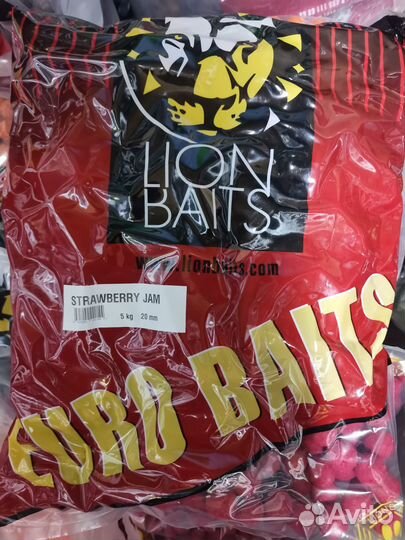 LION
BAITS
www.lionbaits.com
STRAWBERRY JAM
5 kg 20 mm
EURO BAITS
Avito